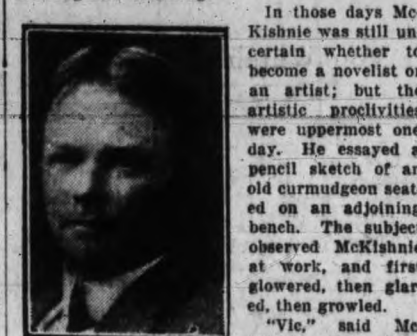 In those days Mc
Kishnie was still un
certain whether to
become a novelist or
an artist; but the
artistic proclivities
were uppermost one
day. He essayed a
pencil sketch of an
old curmudgeon seat
ed on an adjoining
bench. The subject
observed McKishnie
at work, and first
glowered, then glar
ed, then growled.
"Vic," said Mc